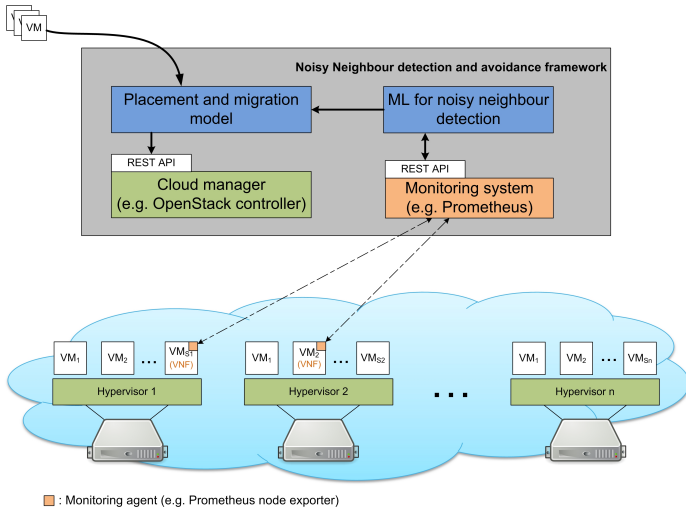 VM
Noisy Neighbour detection and avoidance framework
Placement and migration
model
ML for noisy neighbour
detection
REST API
Cloud manager
(e.g. OpenStack controller)
REST API
Monitoring system
(e.g. Prometheus)
VM1
VM2
...
VMS1
(VNF)
Hypervisor 1
VM1
VM2
(VNF)
...
VMS2
Hypervisor 2
...
VM1
VM2
...
VMSn
Hypervisor n
: Monitoring agent (e.g. Prometheus node exporter)